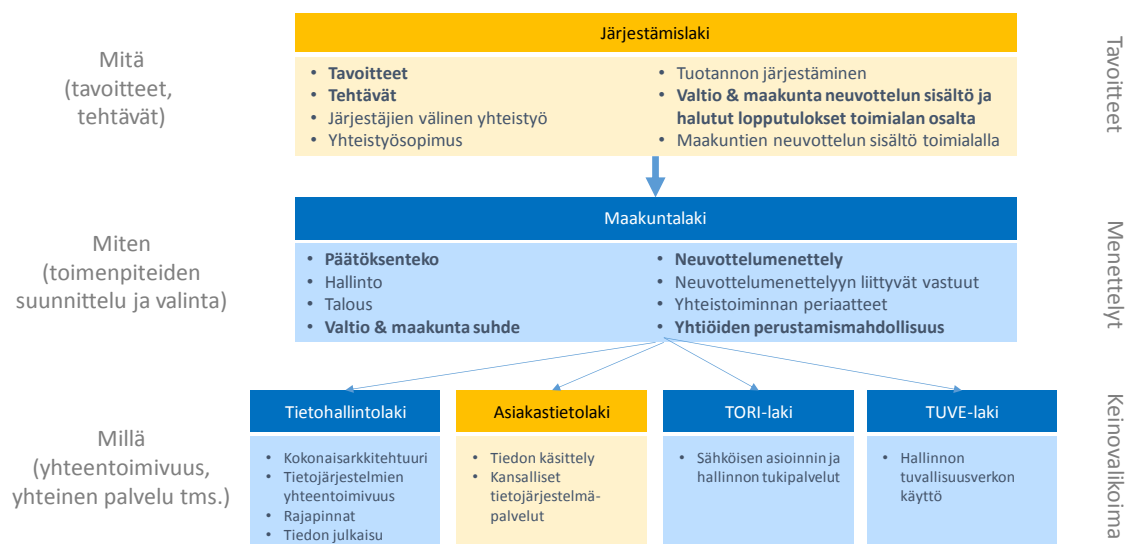 Mitä
(tavoitteet,
tehtävät)
Järjestämislaki
• Tavoitteet
• Tehtävät
• Järjestäjien välinen yhteistyö
• Yhteistyösopimus
• Tuotannon järjestäminen
• Valtio & maakunta neuvottelun sisältö ja
halutut lopputulokset toimialan osalta
• Maakuntien neuvottelun sisältö toimialalla
Tavoitteet
Miten
(toimenpiteiden
suunnittelu ja valinta)
Maakuntalaki
• Päätöksenteko
• Hallinto
• Talous
• Valtio & maakunta suhde
• Neuvottelumenettely
• Neuvottelumenettelyyn liittyvät vastuut
• Yhteistoiminnan periaatteet
• Yhtiöiden perustamismahdollisuus
Menettelyt
Millä
(yhteentoimivuus,
yhteinen palvelu tms.)
Tietohallintolaki
• Kokonaisarkkitehtuuri
• Tietojärjestelmien
yhteentoimivuus
• Rajapinnat
• Tiedon julkaisu
Asiakastietolaki
• Tiedon käsittely
• Kansalliset
tietojärjestelmä-
palvelut
TORI-laki
• Sähköisen asioinnin ja
hallinnon tukipalvelut
TUVE-laki
• Hallinnon
tuvallisuusverkon
käyttö
Keinovalikoima